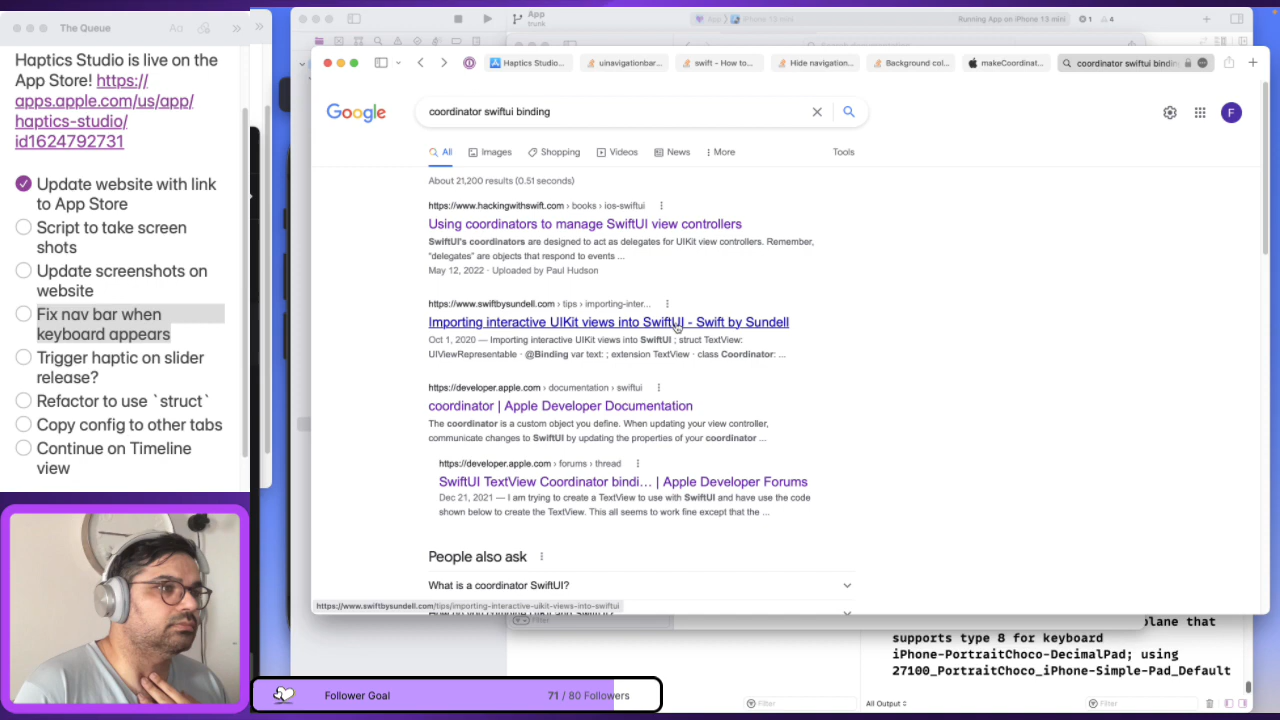 The Queue
Haptics Studio is live on the
App Store! https://
apps.apple.com/us/app/
haptics-studio/
id1624792731
Update website with link
to App Store
Script to take screen
shots
Update screenshots on
website
Fix nav bar when
keyboard appears
Trigger haptic on slider
release?
Refactor to use `struct`
Copy config to other tabs
Continue on Timeline
view
App
trunk
App
iPhone 13 mini
Running App on iPhone 13 mini
1
4
Haptics Studio...
uinavigationbar...
swift - How to...
Hide navigation...
Background col...
makeCoordinat...
coordinator swiftui binding
Google
coordinator swiftui binding
F
All
Images
Shopping
Videos
News
More
Tools
About 21,200 results (0.51 seconds)
https://www.hackingwithswift.com › books › ios-swiftui
Using coordinators to manage SwiftUI view controllers
SwiftUI's coordinators are designed to act as delegates for UIKit view controllers. Remember,
"delegates" are objects that respond to events ...
May 12, 2022 · Uploaded by Paul Hudson
https://www.swiftbysundell.com › tips › importing-inter...
Importing interactive UIKit views into SwiftUI - Swift by Sundell
Oct 1, 2020 — Importing interactive UIKit views into SwiftUI ; struct TextView:
UIViewRepresentable · @Binding var text: ; extension TextView · class Coordinator: ...
https://developer.apple.com › documentation › swiftui
coordinator | Apple Developer Documentation
The coordinator is a custom object you define. When updating your view controller,
communicate changes to SwiftUI by updating the properties of your coordinator ...
https://developer.apple.com › forums › thread
SwiftUI TextView Coordinator bindi... | Apple Developer Forums
Dec 21, 2021 — I am trying to create a TextView to use with SwiftUI and have use the code
shown below to create the TextView. This all seems to work fine except that the ...
People also ask
What is a coordinator SwiftUI?
https://www.swiftbysundell.com/tips/importing-interactive-uikit-views-into-swiftui
Filter
plane that
supports type 8 for keyboard
iPhone-PortraitChoco-DecimalPad; using
27100_PortraitChoco_iPhone-Simple-Pad_Default
Follower Goal
71 / 80 Followers
Filter
All Output
Filter